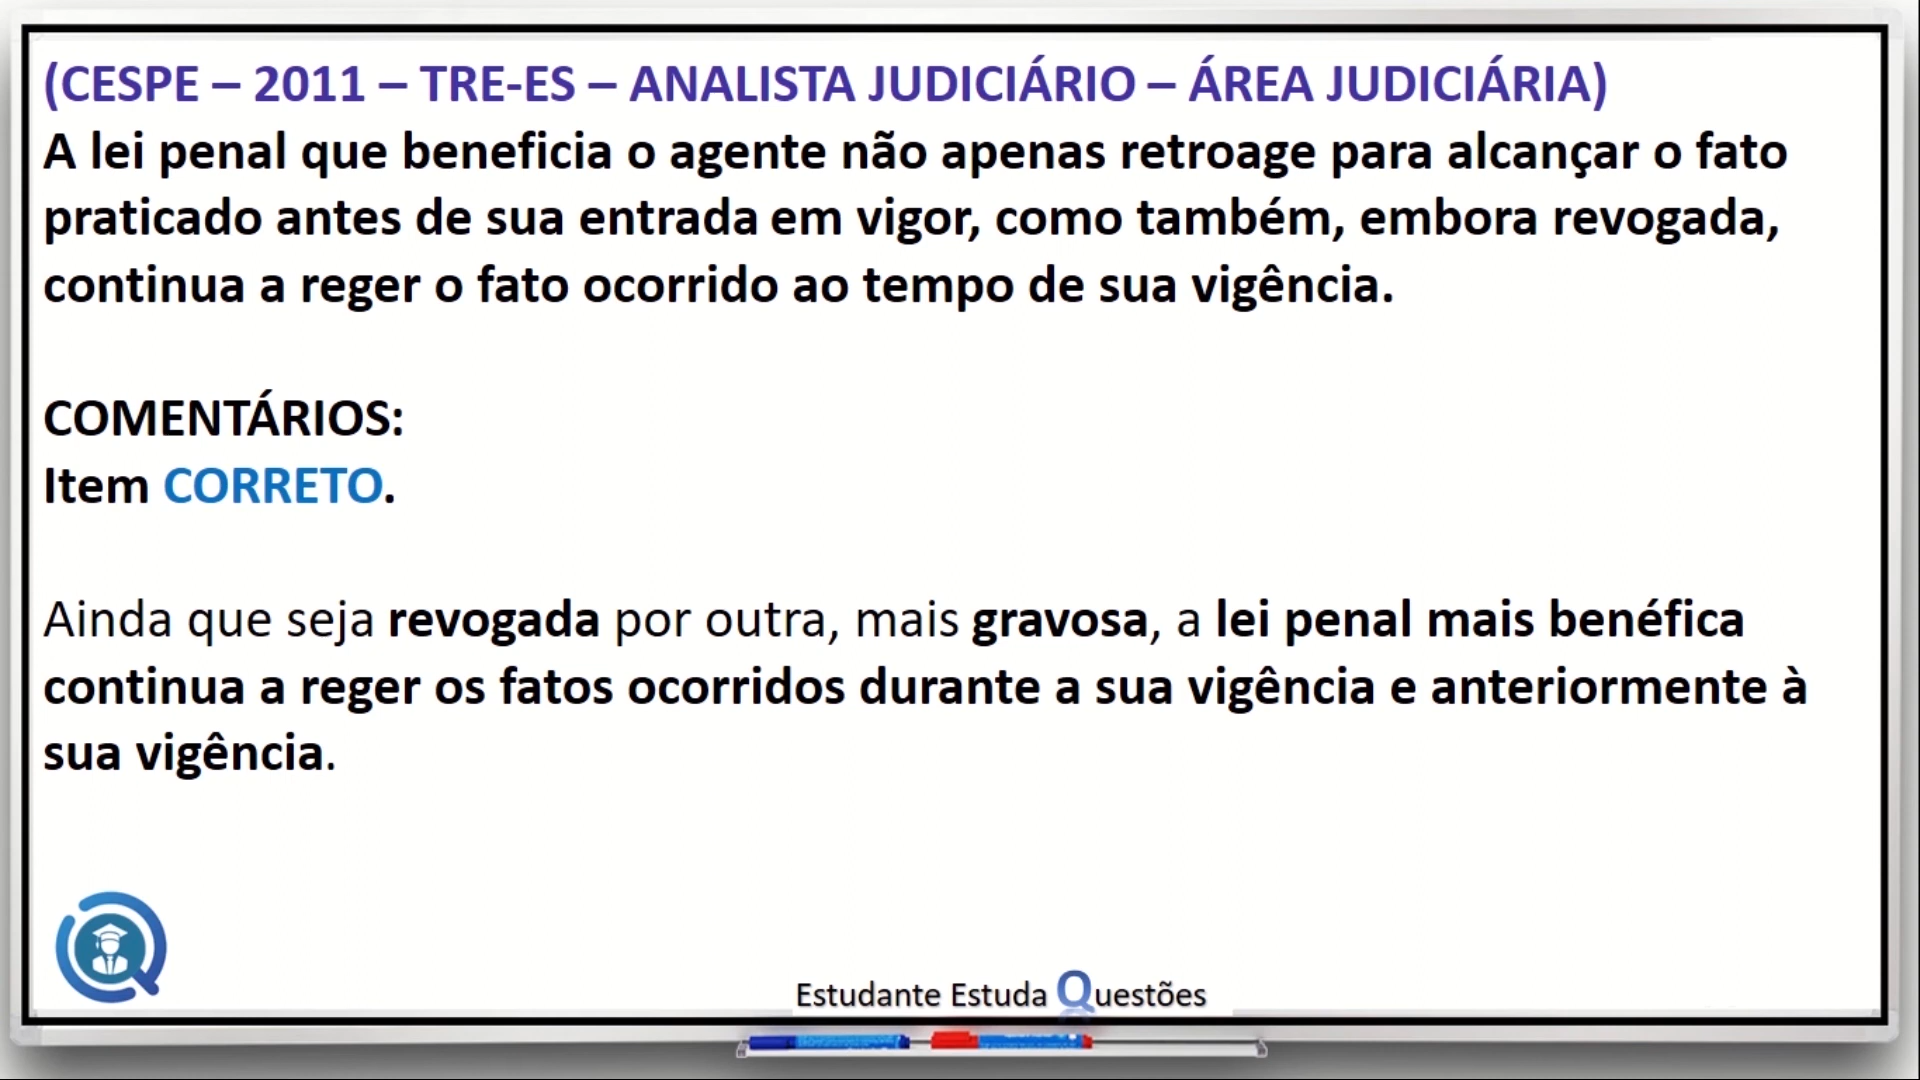 (CESPE – 2011 – TRE-ES – ANALISTA JUDICIÁRIO – ÁREA JUDICIÁRIA)
A lei penal que beneficia o agente não apenas retroage para alcançar o fato
praticado antes de sua entrada em vigor, como também, embora revogada,
continua a reger o fato ocorrido ao tempo de sua vigência.
COMENTÁRIOS:
Item CORRETO.
Ainda que seja revogada por outra, mais gravosa, a lei penal mais benéfica
continua a reger os fatos ocorridos durante a sua vigência e anteriormente à
sua vigência.
Estudante Estuda Questões